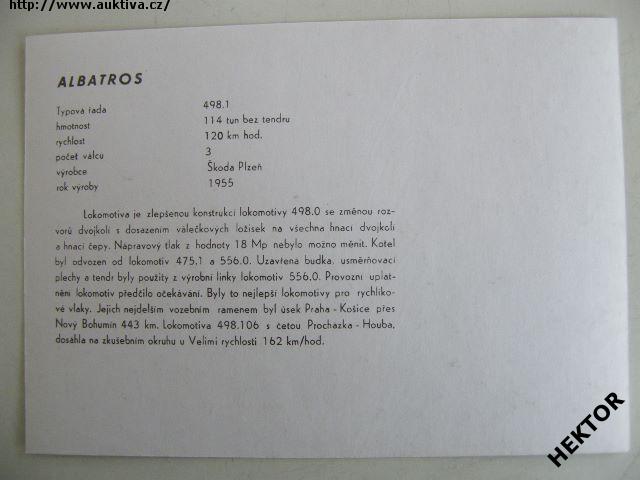 http://www.auktiva.cz/
ALBATROS
Typová řada 498.1
hmotnost 114 tun bez tendru
rychlost 120 km hod.
počet válcu 3
výrobce Škoda Plzeň
rok výroby 1955
Lokomotiva je zlepšenou konstrukcí lokomotivy 498.0 se změnou roz-
vorů dvojkolí s dosazením válečkových ložisek na všechna hnací dvojkolí
a hnací čepy. Nápravový tlak z hodnoty 18 Mp nebylo možno měnit. Kotel
byl odvozen od lokomotiv 475.1 a 556.0. Uzavřená budka, usměrňovací
plechy a tendr byly použity z výrobní linky lokomotiv 556.0. Provozní uplat-
nění lokomotiv předčilo očekávání. Byly to nejlepší lokomotivy pro rychlíko-
vé vlaky. Jejich nejdelším vozebním ramenem byl úsek Praha - Košice přes
Nový Bohumín 443 km. Lokomotiva 498.106 s četou Prochazka - Houba,
dosáhla na zkušebním okruhu u Velimi rychlosti 162 km/hod.
HEKTOR